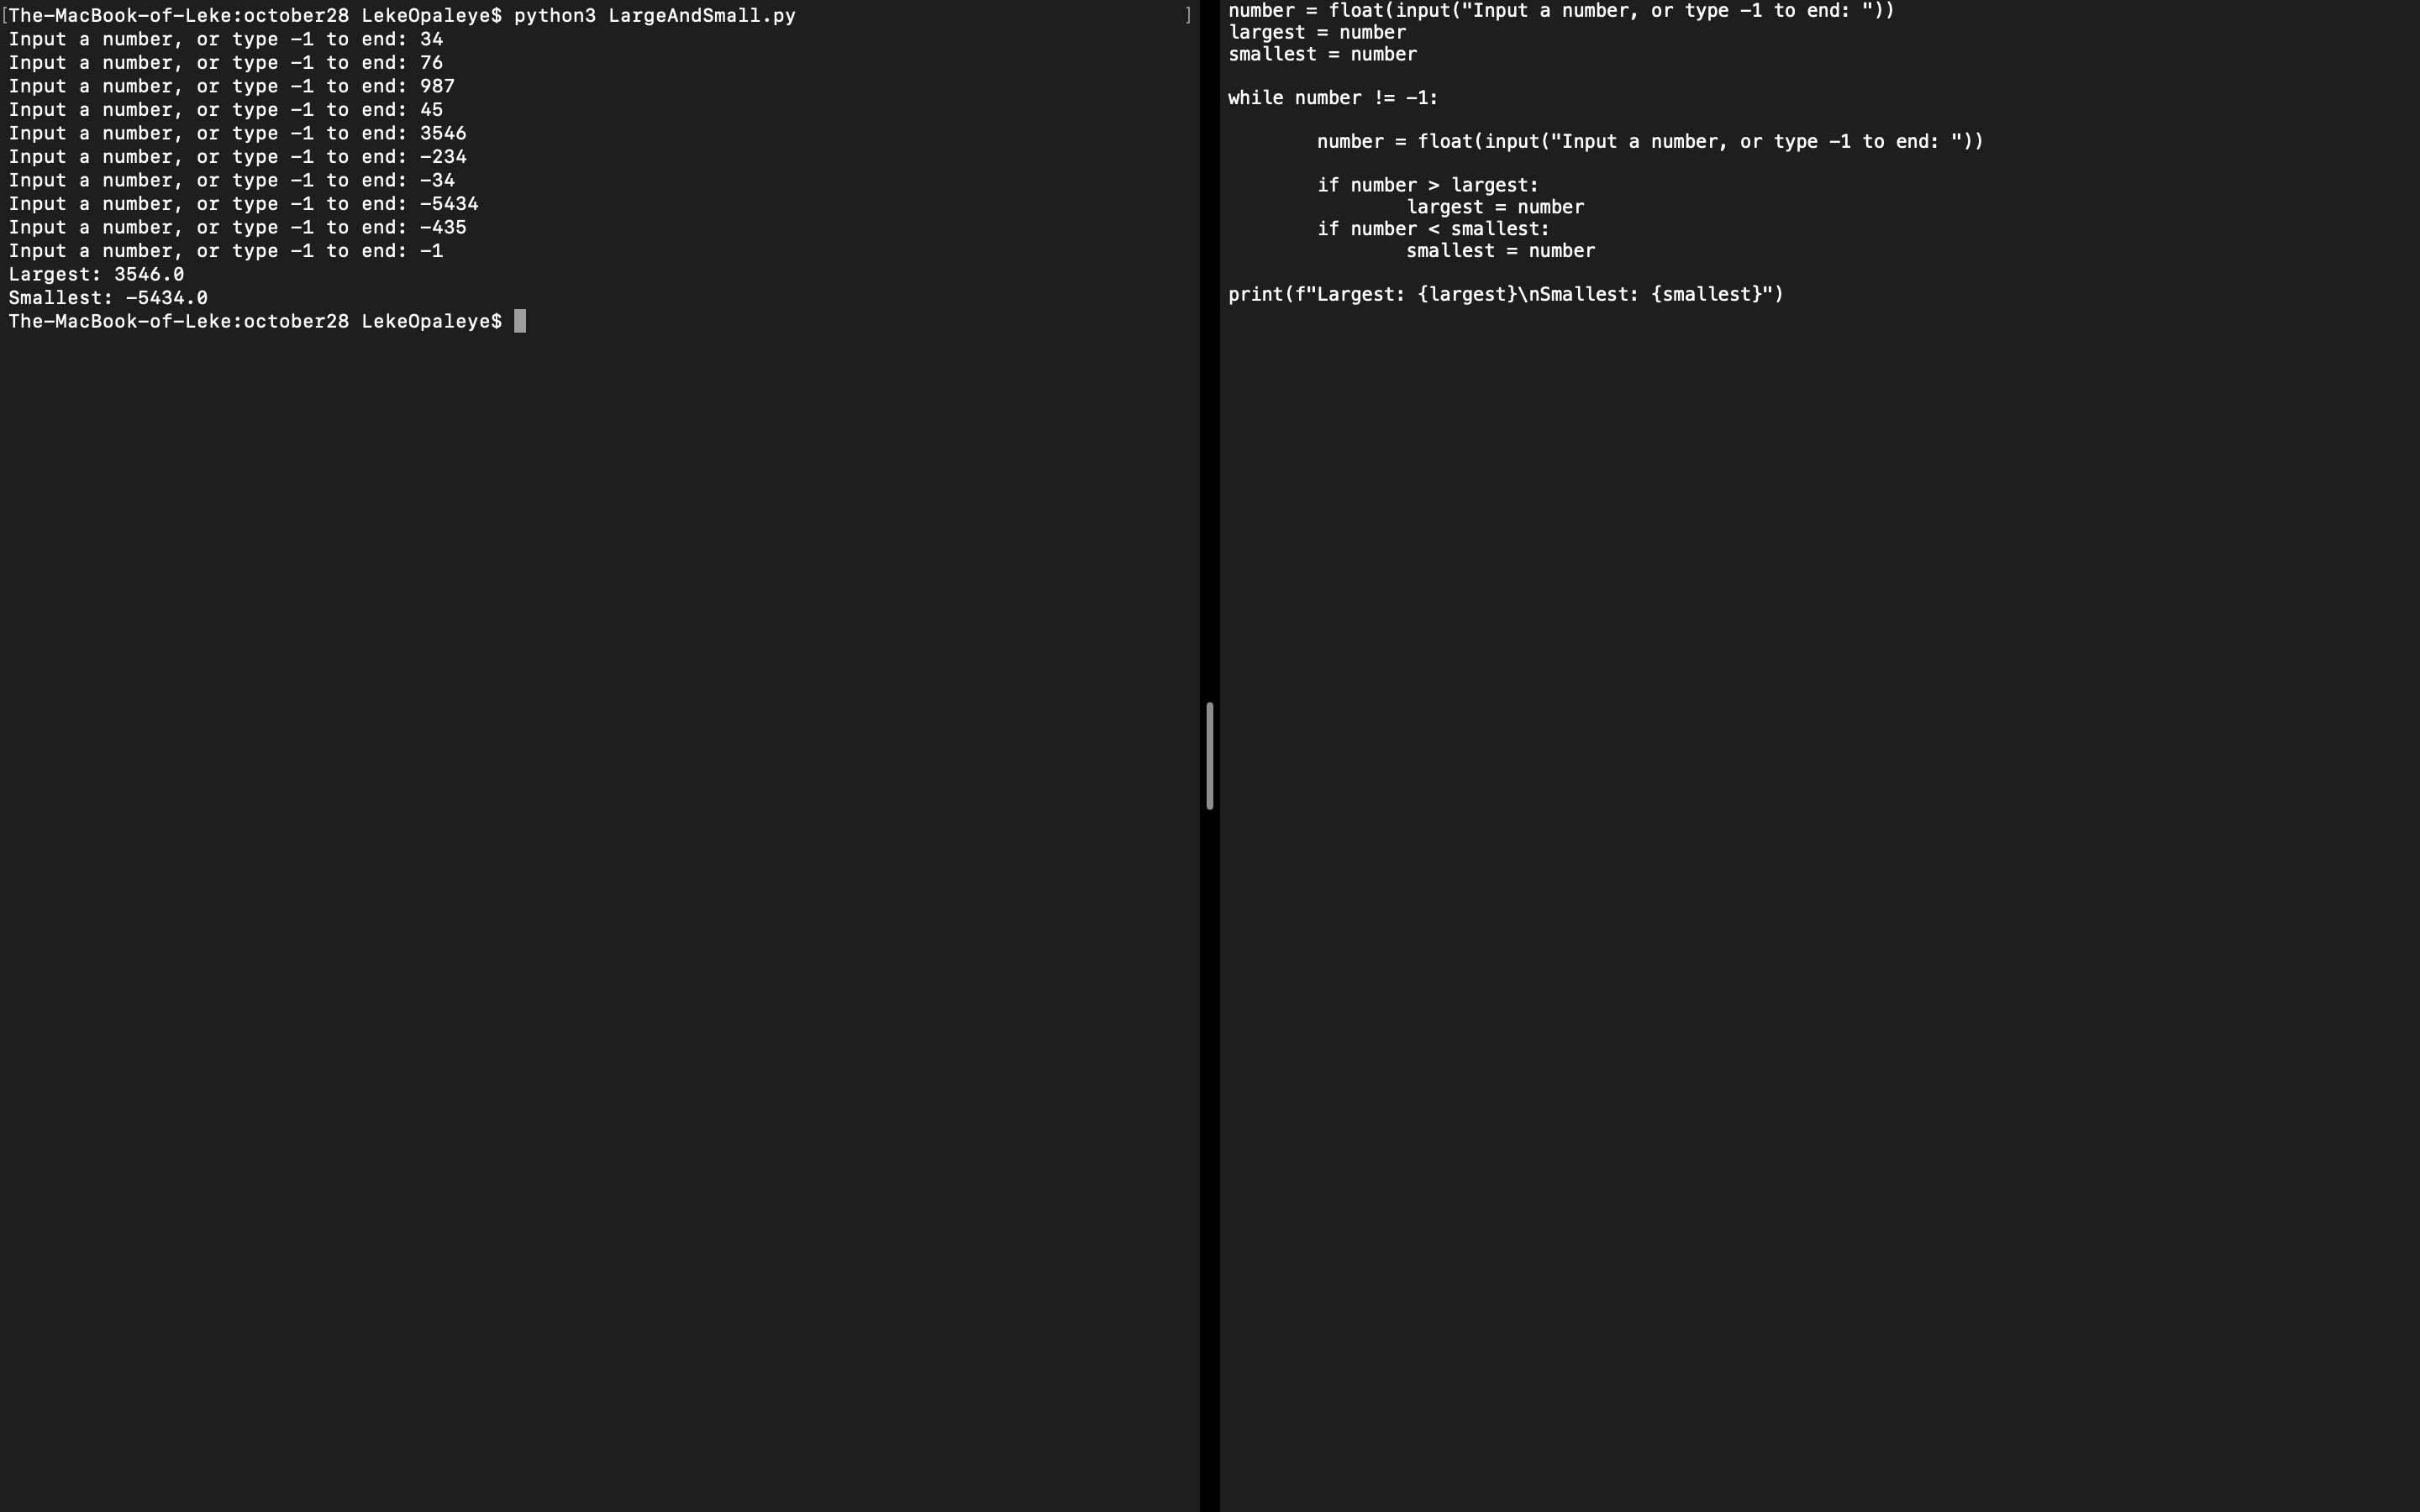 [The-MacBook-of-Leke:october28 LekeOpaleye$ python3 LargeAndSmall.py ]
Input a number, or type -1 to end: 34
Input a number, or type -1 to end: 76
Input a number, or type -1 to end: 987
Input a number, or type -1 to end: 45
Input a number, or type -1 to end: 3546
Input a number, or type -1 to end: -234
Input a number, or type -1 to end: -34
Input a number, or type -1 to end: -5434
Input a number, or type -1 to end: -435
Input a number, or type -1 to end: -1
Largest: 3546.0
Smallest: -5434.0
The-MacBook-of-Leke:october28 LekeOpaleye$
number = float(input("Input a number, or type -1 to end: "))
largest = number
smallest = number
while number != -1:
number = float(input("Input a number, or type -1 to end: "))
if number > largest:
largest = number
if number < smallest:
smallest = number
print(f"Largest: {largest}\nSmallest: {smallest}")